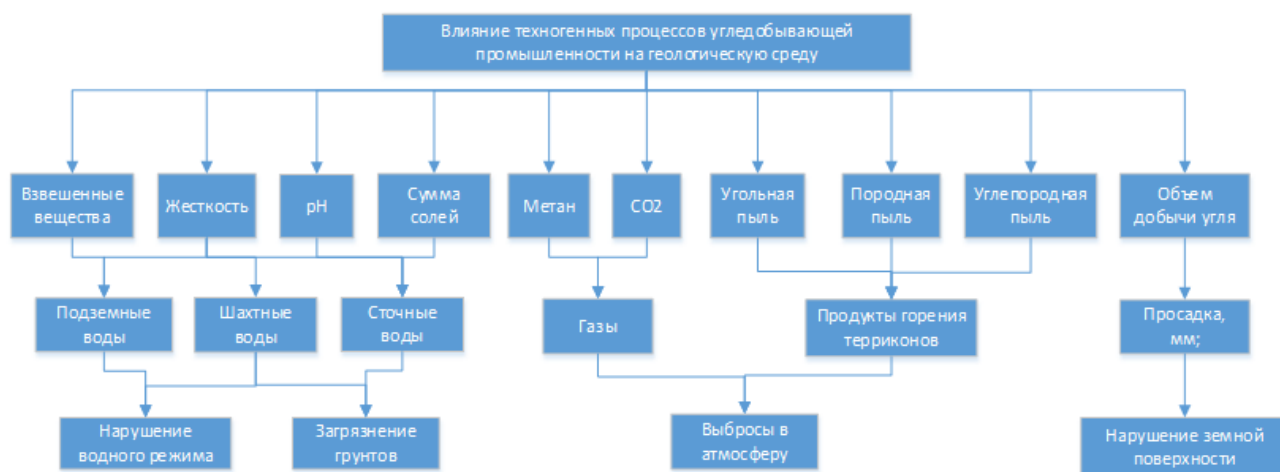 Влияние техногенных процессов угледобывающей
промышленности на геологическую среду
Взвешенные
вещества
Жесткость
pH
Сумма
солей
Метан
CO2
Угольная
пыль
Породная
пыль
Углепородная
пыль
Объем
добычи угля
Подземные
воды
Шахтные
воды
Сточные
воды
Газы
Продукты горения
терриконов
Просадка,
мм;
Нарушение
водного режима
Загрязнение
грунтов
Выбросы в
атмосферу
Нарушение земной
поверхности